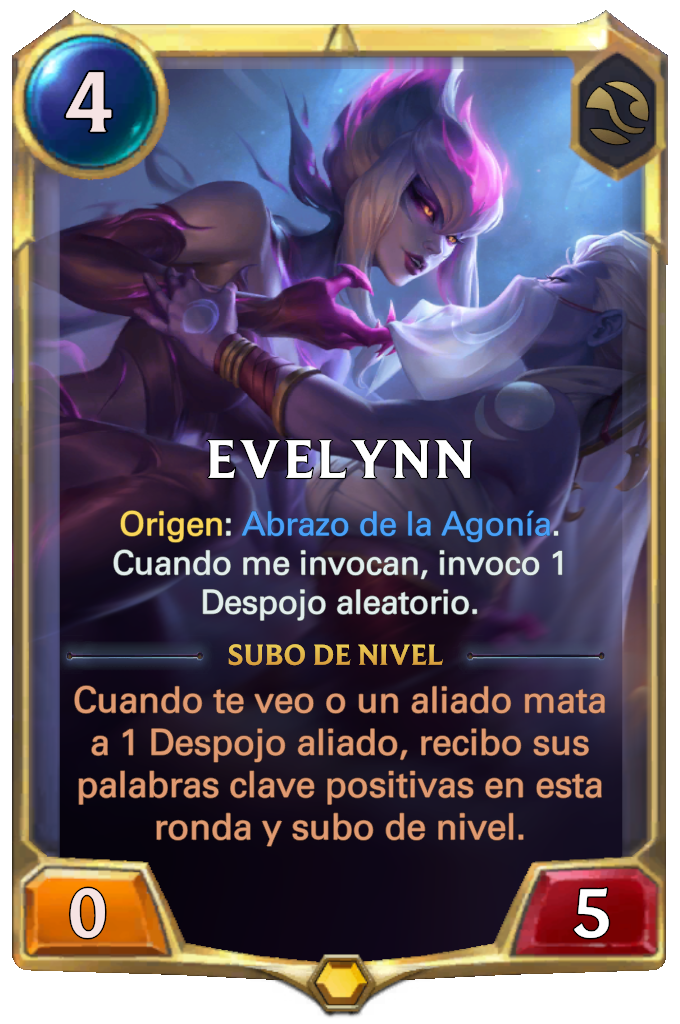 4
EVELYNN
Origen: Abrazo de la Agonía.
Cuando me invocan, invoco 1
Despojo aleatorio.
SUBO DE NIVEL
Cuando te veo o un aliado mata
a 1 Despojo aliado, recibo sus
palabras clave positivas en esta
ronda y subo de nivel.
0
5